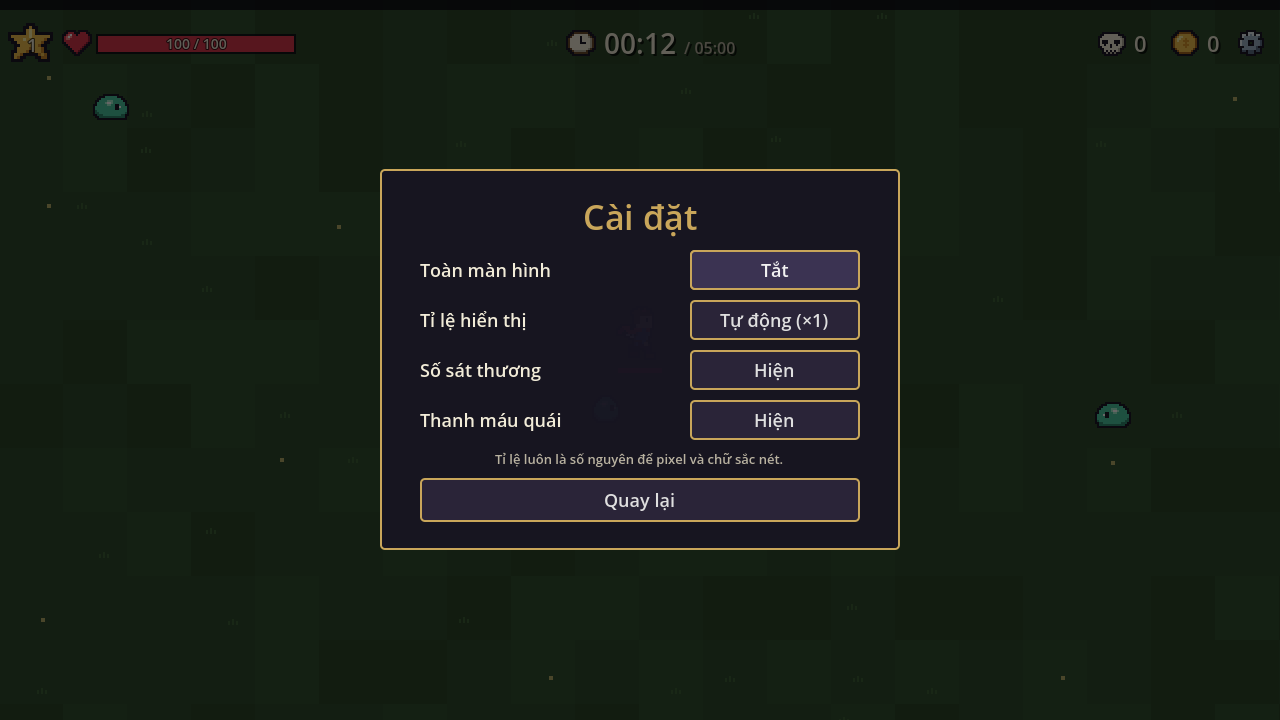 1 100 / 100 00:12 / 05:00 0 0
Cài đặt
Toàn màn hình Tắt
Tỉ lệ hiển thị Tự động (×1)
Số sát thương Hiện
Thanh máu quái Hiện
Tỉ lệ luôn là số nguyên để pixel và chữ sắc nét.
Quay lại